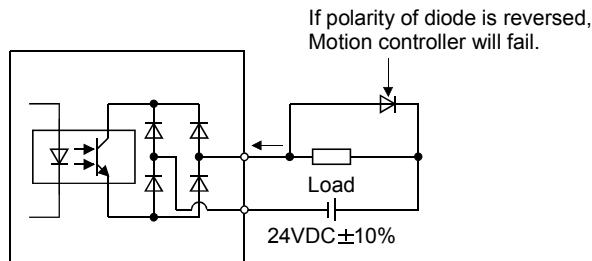 If polarity of diode is reversed,
Motion controller will fail.
Load
24VDC±10%